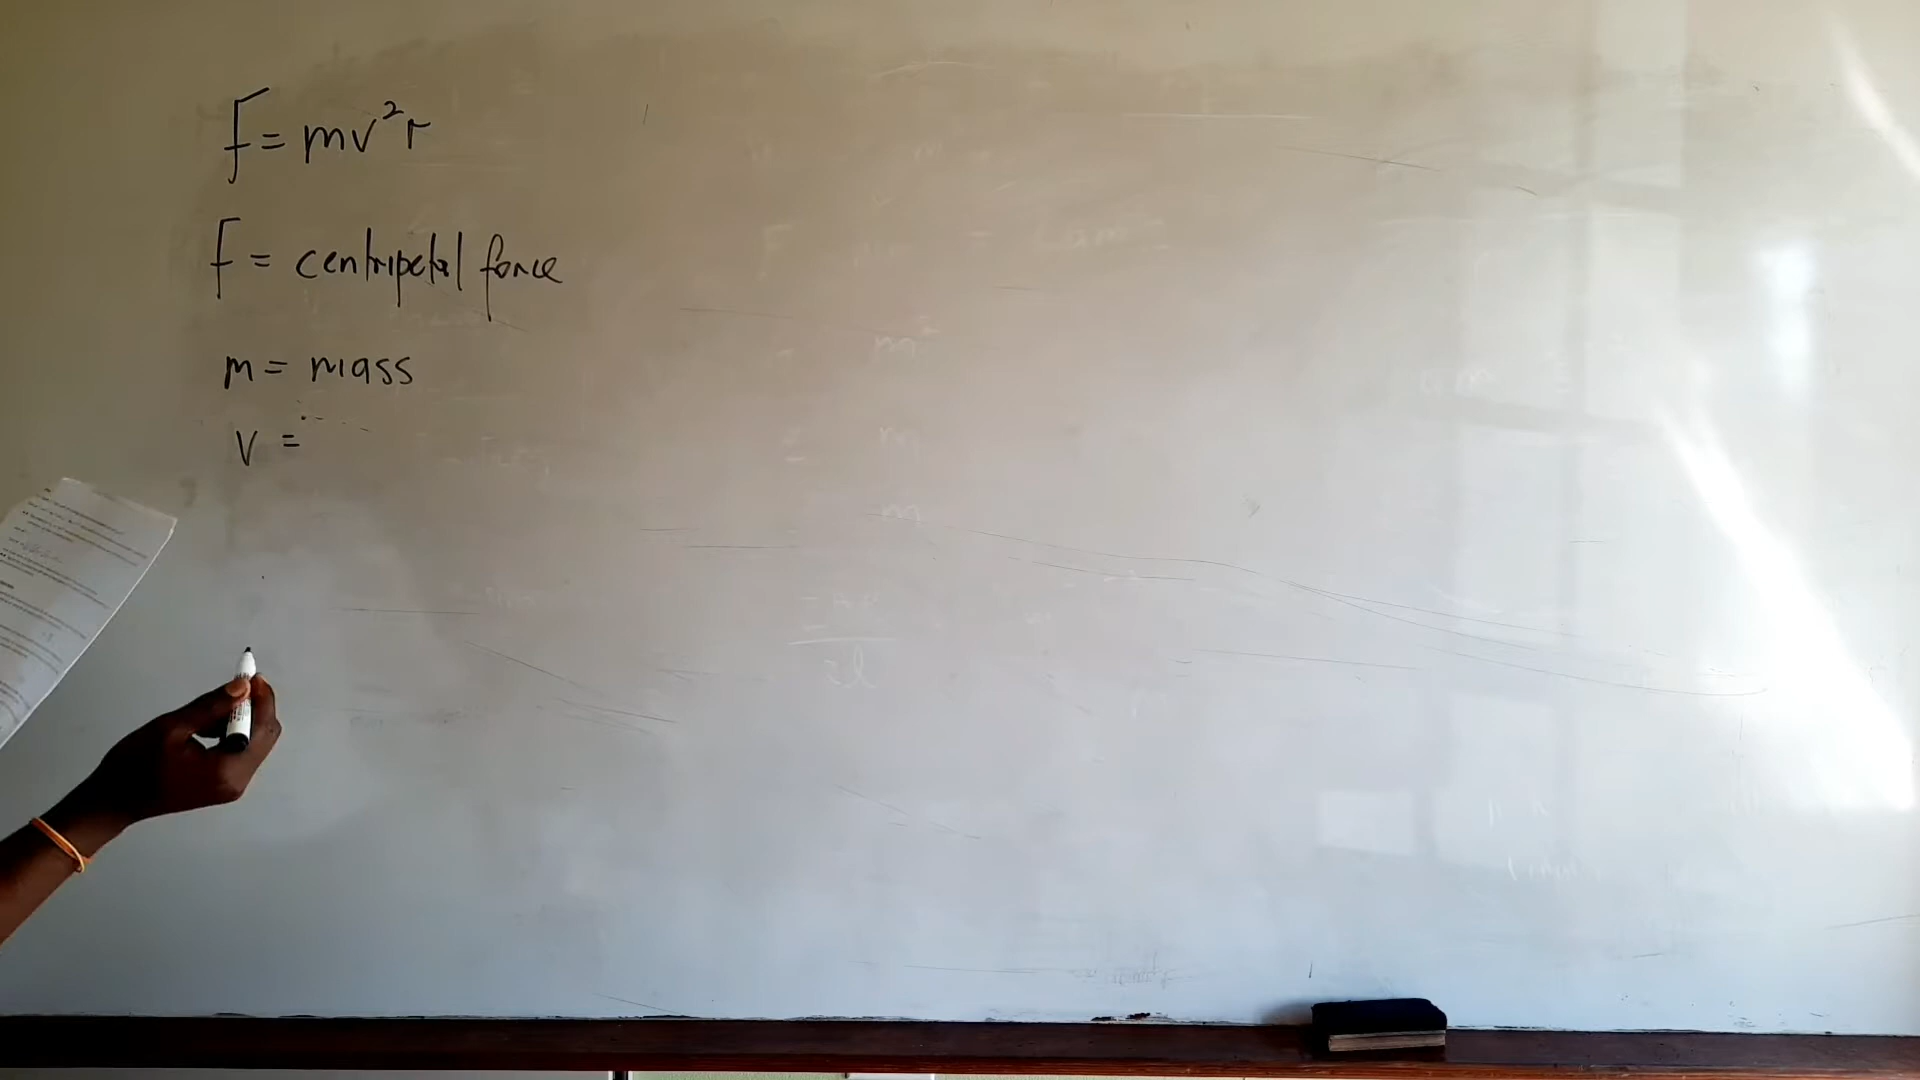 F = mv²r
F = centripetal force
m = mass
v =